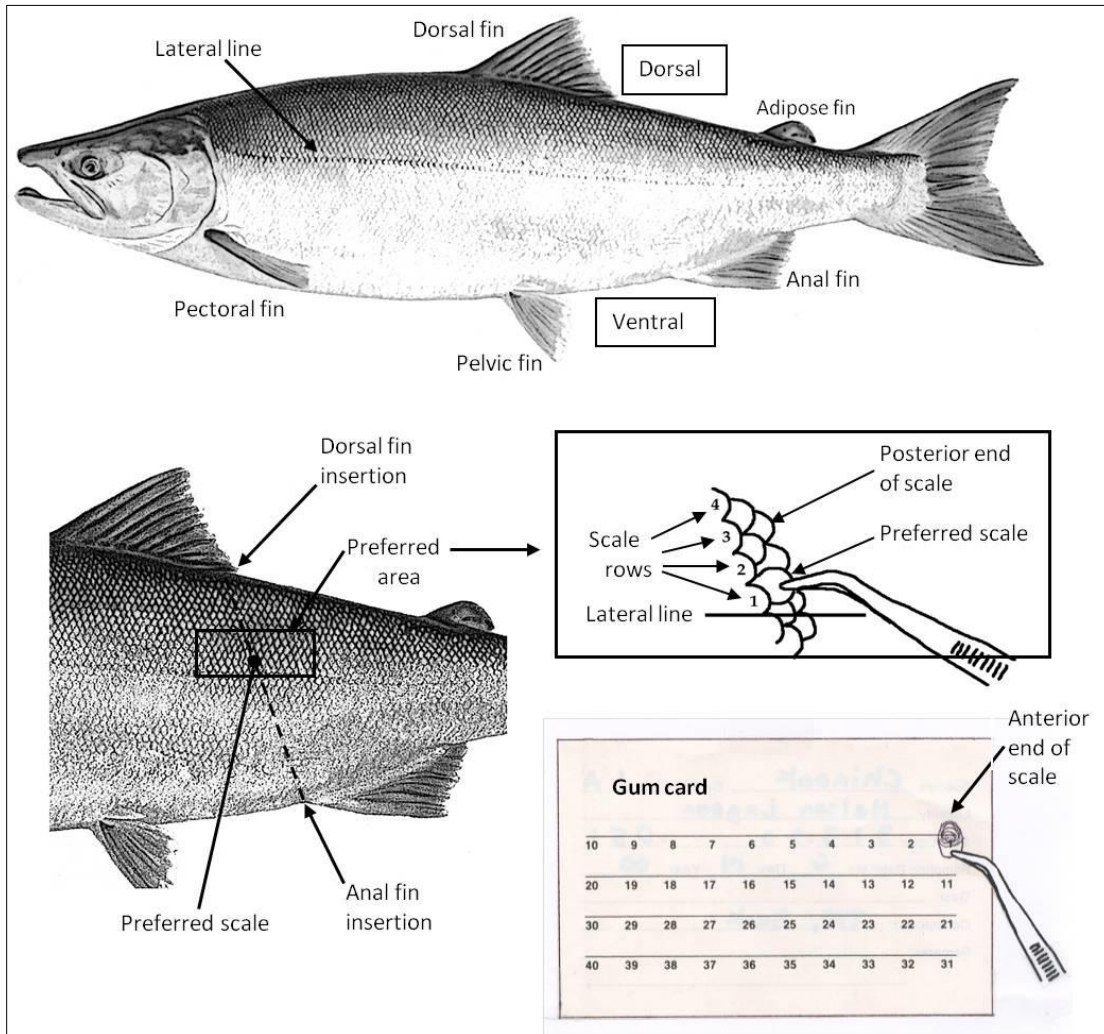 Dorsal fin
Lateral line
Dorsal
Adipose fin
Pectoral fin
Anal fin
Ventral
Pelvic fin
Dorsal fin
insertion
Preferred
area
Preferred scale
Anal fin
insertion
Posterior end
of scale
Preferred scale
4
3
2
1
Scale
rows
Lateral line
Anterior
end of
scale
Gum card
10 9 8 7 6 5 4 3 2
20 19 18 17 16 15 14 13 12 11
30 29 28 27 26 25 24 23 22 21
40 39 38 37 36 35 34 33 32 31